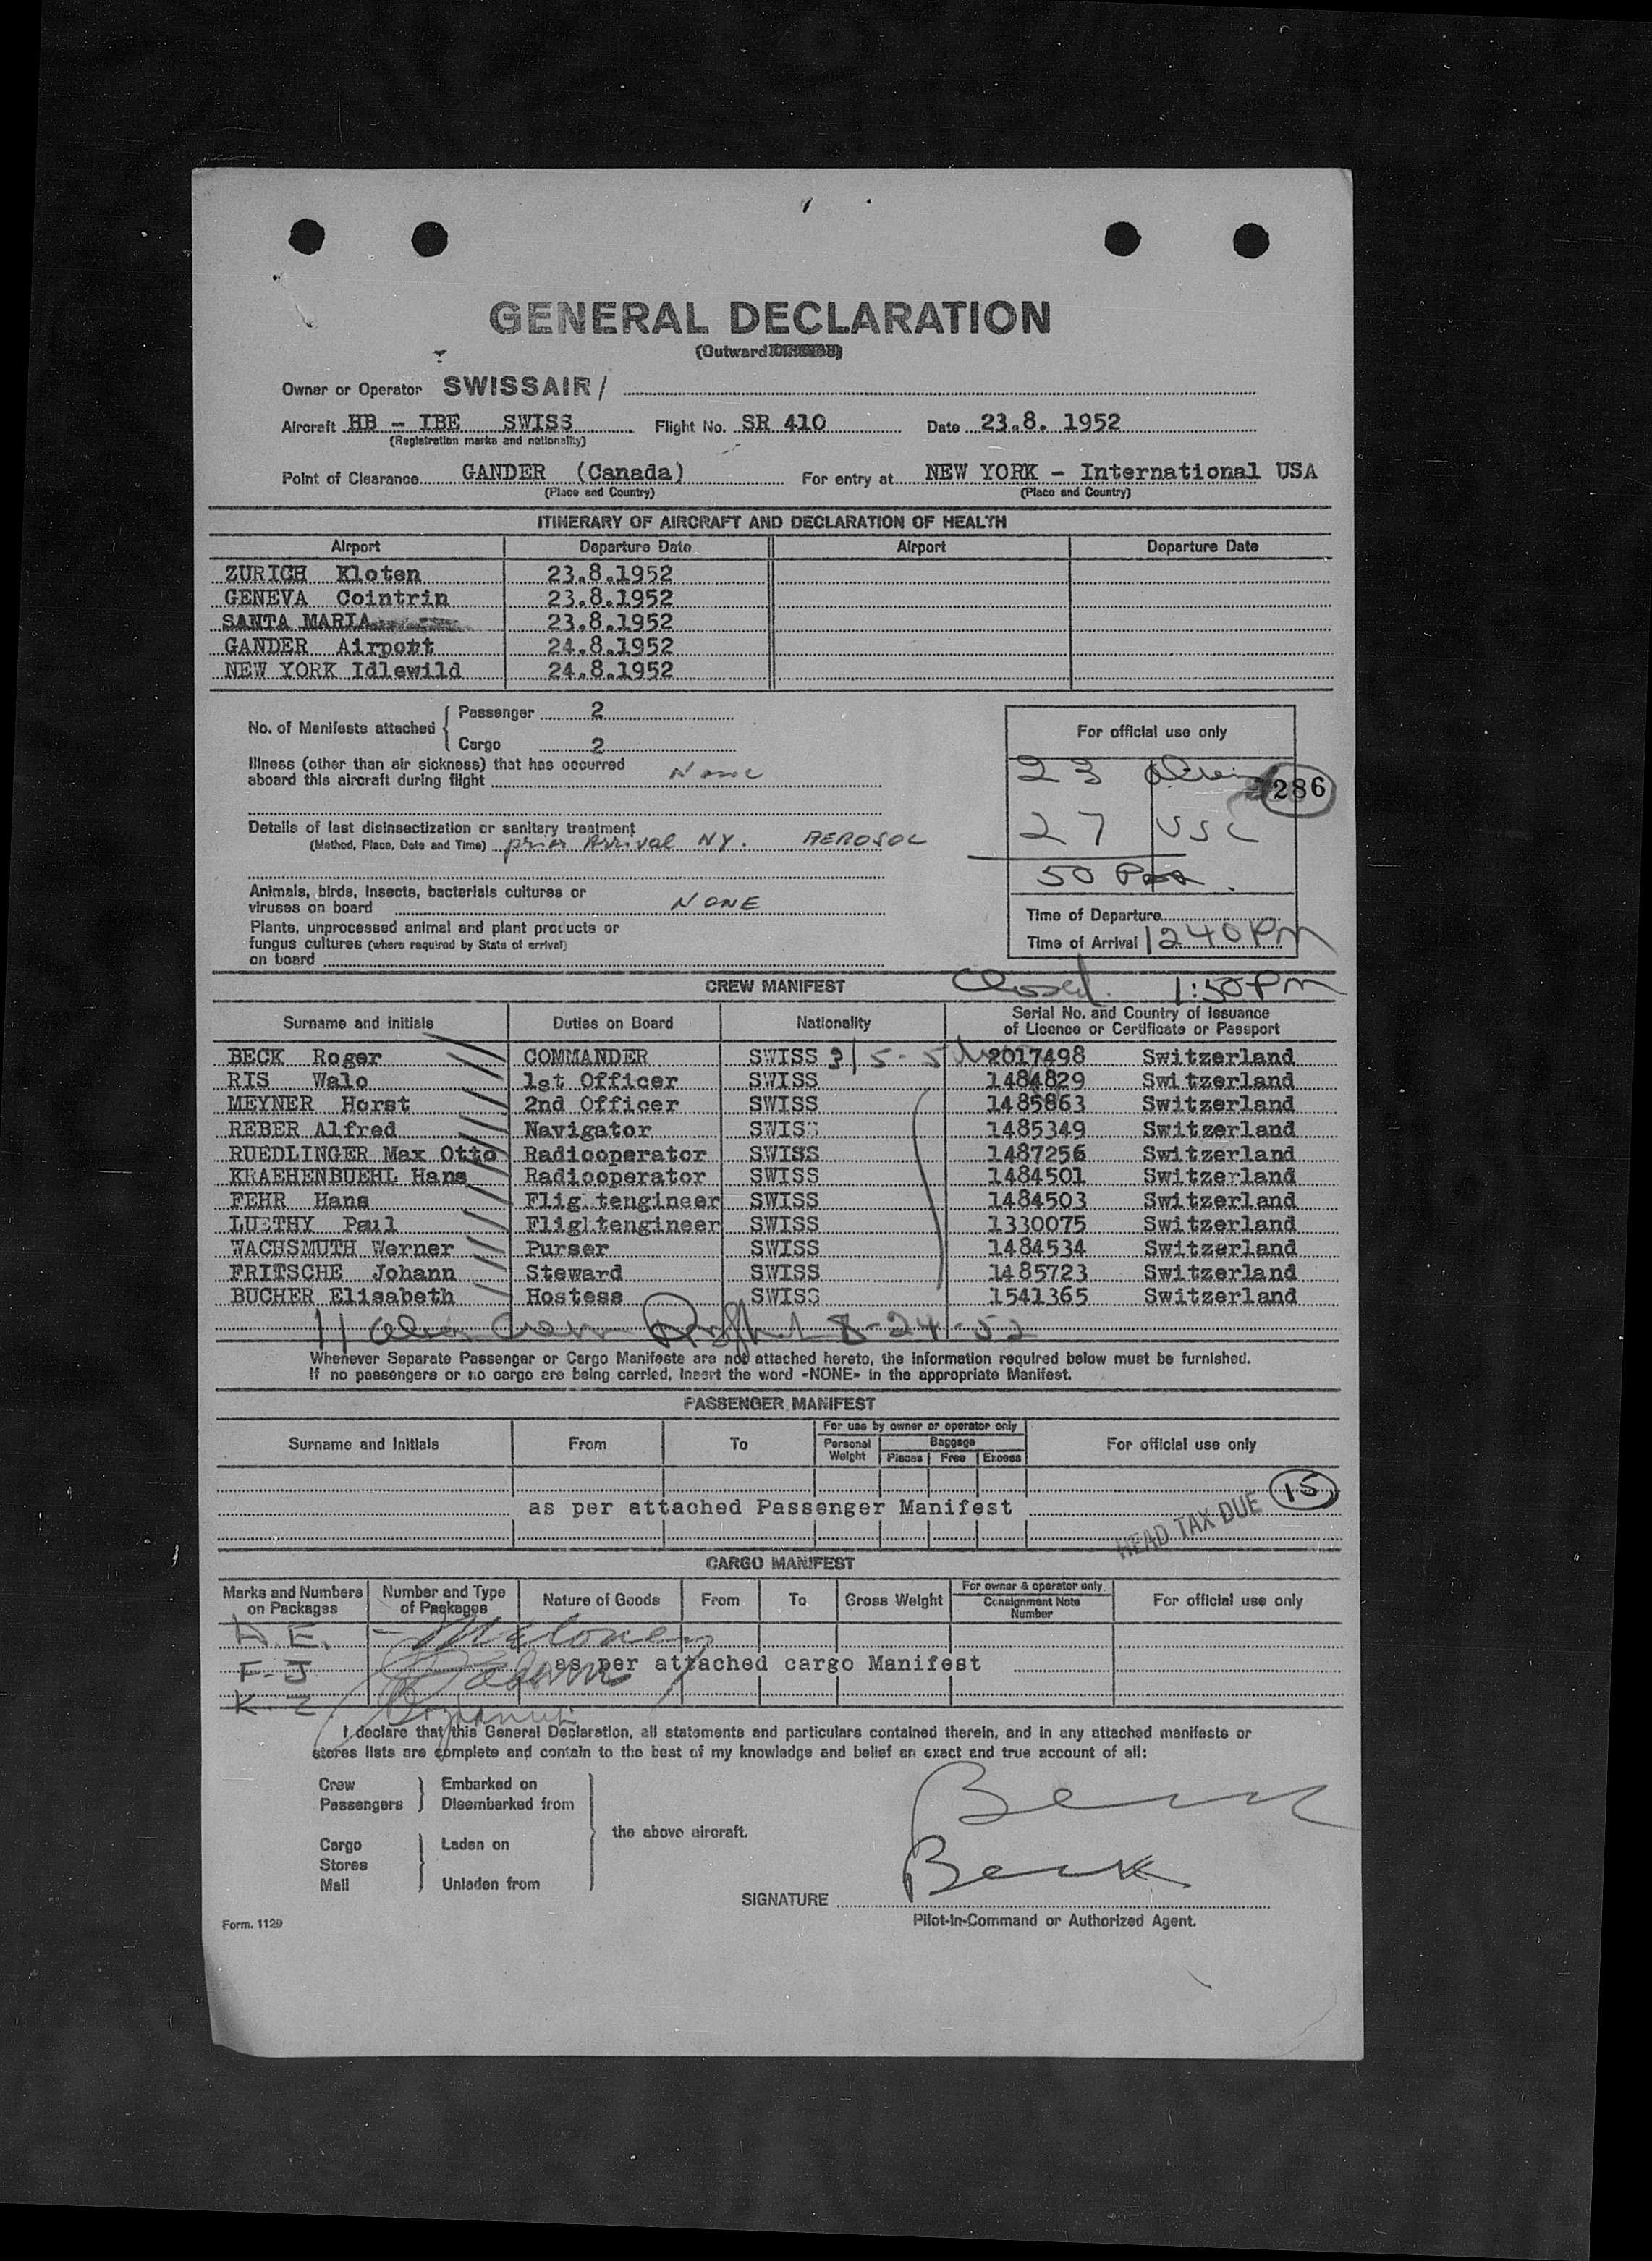 GENERAL DECLARATION
(Outward
Owner or Operator SWISSAIR /
Aircraft HB - IBE SWISS Flight No. SR 410 Date 23.8. 1952
(Registration marks and nationality)
Point of Clearance GANDER (Canada) For entry at NEW YORK - International USA
(Place and Country) (Place and Country)
ITINERARY OF AIRCRAFT AND DECLARATION OF HEALTH
Airport Departure Date Airport Departure Date
ZURICH Kloten 23.8.1952
GENEVA Cointrin 23.8.1952
SANTA MARIA 23.8.1952
GANDER Airport 24.8.1952
NEW YORK Idlewild 24.8.1952
No. of Manifests attached
Passenger 2
Cargo 2
For official use only
Illness (other than air sickness) that has occurred
aboard this aircraft during flight None
23 Alien
286
27 USC
50 Pax.
Details of last disinsectization or sanitary treatment
(Method, Place, Date and Time) prior Arrival NY. AEROSOL
Animals, birds, insects, bacterials cultures or
viruses on board NONE
Plants, unprocessed animal and plant products or
fungus cultures (where required by State of arrival)
on board
Time of Departure
Time of Arrival 1240 PM
CREW MANIFEST Closed. 1:50 PM
Surname and initials Duties on Board Nationality Serial No. and Country of Issuance
of Licence or Certificate or Passport
BECK Roger COMMANDER SWISS 2017498 Switzerland
RIS Walo 1st Officer SWISS 1484829 Switzerland
MEYNER Horst 2nd Officer SWISS 1485863 Switzerland
REBER Alfred Navigator SWISS 1485349 Switzerland
RUEDLINGER Max Otto Radiooperator SWISS 1487256 Switzerland
KRAEHENBUEHL Hans Radiooperator SWISS 1484501 Switzerland
FEHR Hans Flig tengineer SWISS 1484503 Switzerland
LUETHY Paul Flightengineer SWISS 1330075 Switzerland
WACHSMUTH Werner Purser SWISS 1484534 Switzerland
FRITSCHE Johann Steward SWISS 1485723 Switzerland
BUCHER Elisabeth Hostess SWISS 1541365 Switzerland
11 Alien Crew 8-24-52
Whenever Separate Passenger or Cargo Manifests are not attached hereto, the information required below must be furnished.
If no passengers or no cargo are being carried, insert the word «NONE» in the appropriate Manifest.
PASSENGER MANIFEST
Surname and Initials From To For use by owner or operator only For official use only
Personal Weight Baggage
Pieces Free Excess
as per attached Passenger Manifest
HEAD TAX DUE 15
CARGO MANIFEST
Marks and Numbers on Packages Number and Type of Packages Nature of Goods From To Gross Weight For owner & operator only For official use only
Consignment Note Number
A.E. - Maloney
F-J as per attached cargo Manifest
K-Z
I declare that this General Declaration, all statements and particulars contained therein, and in any attached manifests or
stores lists are complete and contain to the best of my knowledge and belief an exact and true account of all:
Crew Embarked on
Passengers Disembarked from
the above aircraft.
Cargo Laden on
Stores
Mail Unladen from
Beck
Beck
SIGNATURE
Form. 1129
Pilot-in-Command or Authorized Agent.